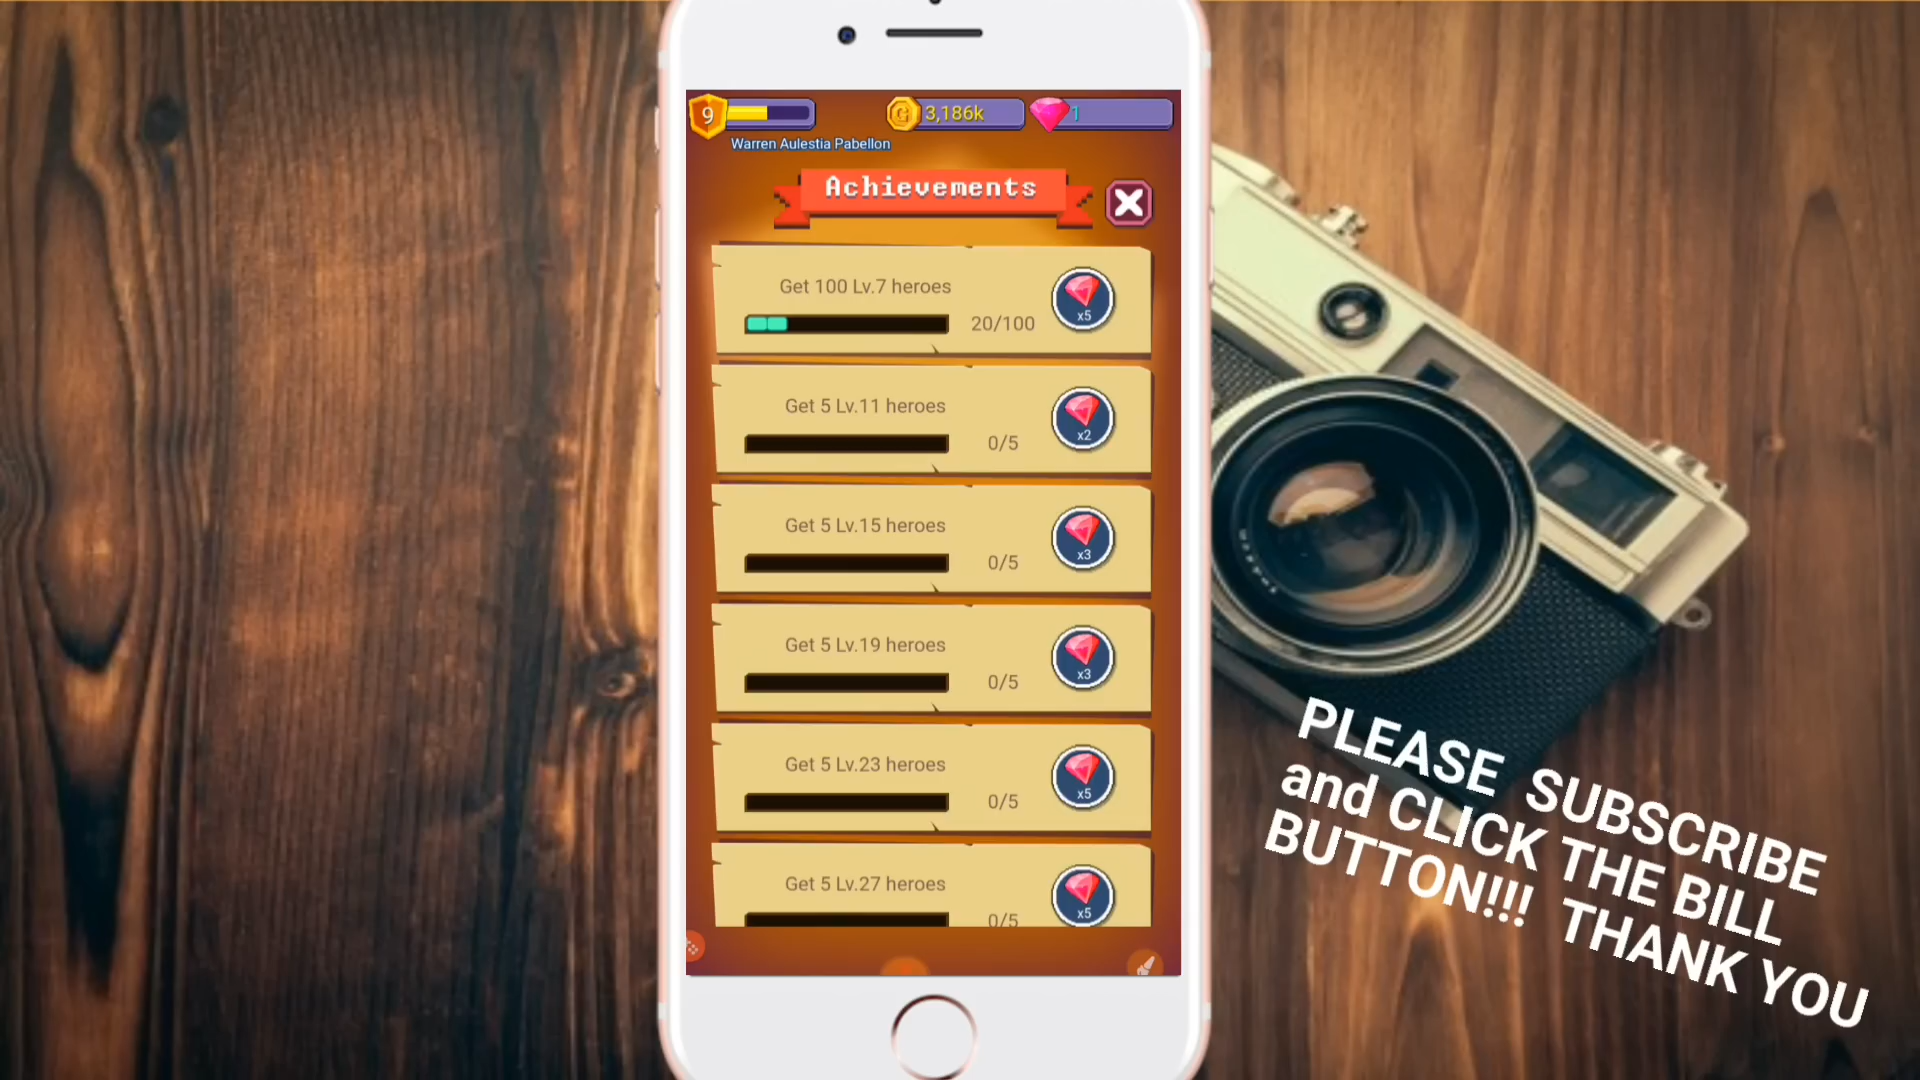 9
3,186k
1
Warren Aulestia Pabellon
Achievements
Get 100 Lv.7 heroes
20/100
x5
Get 5 Lv.11 heroes
0/5
x2
Get 5 Lv.15 heroes
0/5
x3
Get 5 Lv.19 heroes
0/5
x3
Get 5 Lv.23 heroes
0/5
x5
Get 5 Lv.27 heroes
0/5
x5
PLEASE SUBSCRIBE
and CLICK THE BILL
BUTTON!!! THANK YOU